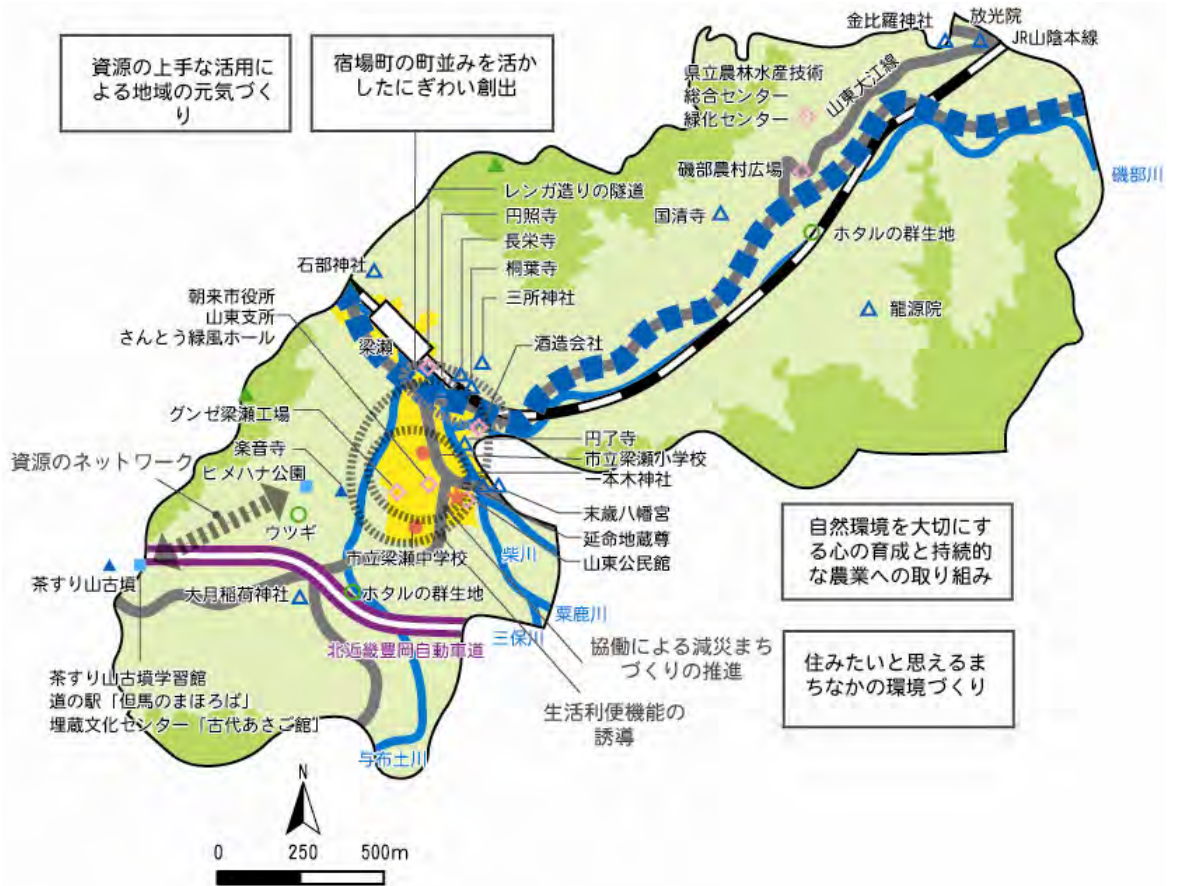 資源の上手な活用に
よる地域の元気づく
り
宿場町の町並みを活か
したにぎわい創出
金比羅神社
放光院
JR山陰本線
県立農林水産技術
総合センター
緑化センター
山東大江線
磯部農村広場
磯部川
レンガ造りの隧道
円照寺
長栄寺
桐葉寺
三所神社
国清寺
ホタルの群生地
石部神社
朝来市役所
山東支所
さんとう緑風ホール
梁瀬
酒造会社
龍源院
グンゼ梁瀬工場
楽音寺
資源のネットワーク
ヒメハナ公園
円了寺
市立梁瀬小学校
一本木神社
ウツギ
末歳八幡宮
延命地蔵尊
山東公民館
市立梁瀬中学校
柴川
自然環境を大切にす
る心の育成と持続的
な農業への取り組み
茶すり山古墳
大月稲荷神社
ホタルの群生地
粟鹿川
三保川
北近畿豊岡自動車道
協働による減災まち
づくりの推進
住みたいと思えるま
ちなかの環境づくり
茶すり山古墳学習館
道の駅「但馬のまほろば」
埋蔵文化センター「古代あさご館」
生活利便機能の
誘導
与布土川
N
0 250 500m